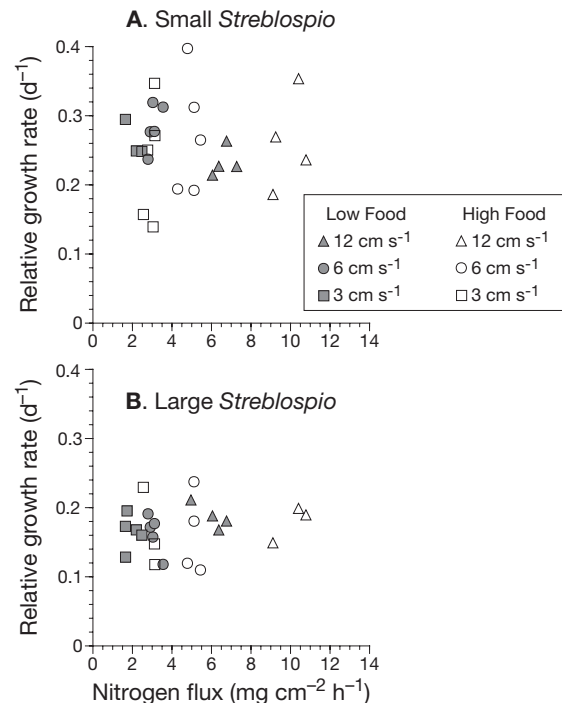 A. Small Streblospio
Relative growth rate (d⁻¹)
0.4
0.3
0.2
0.1
0
0 2 4 6 8 10 12 14
Low Food High Food
12 cm s⁻¹ 12 cm s⁻¹
6 cm s⁻¹ 6 cm s⁻¹
3 cm s⁻¹ 3 cm s⁻¹
B. Large Streblospio
Relative growth rate (d⁻¹)
0.4
0.3
0.2
0.1
0
0 2 4 6 8 10 12 14
Nitrogen flux (mg cm⁻² h⁻¹)